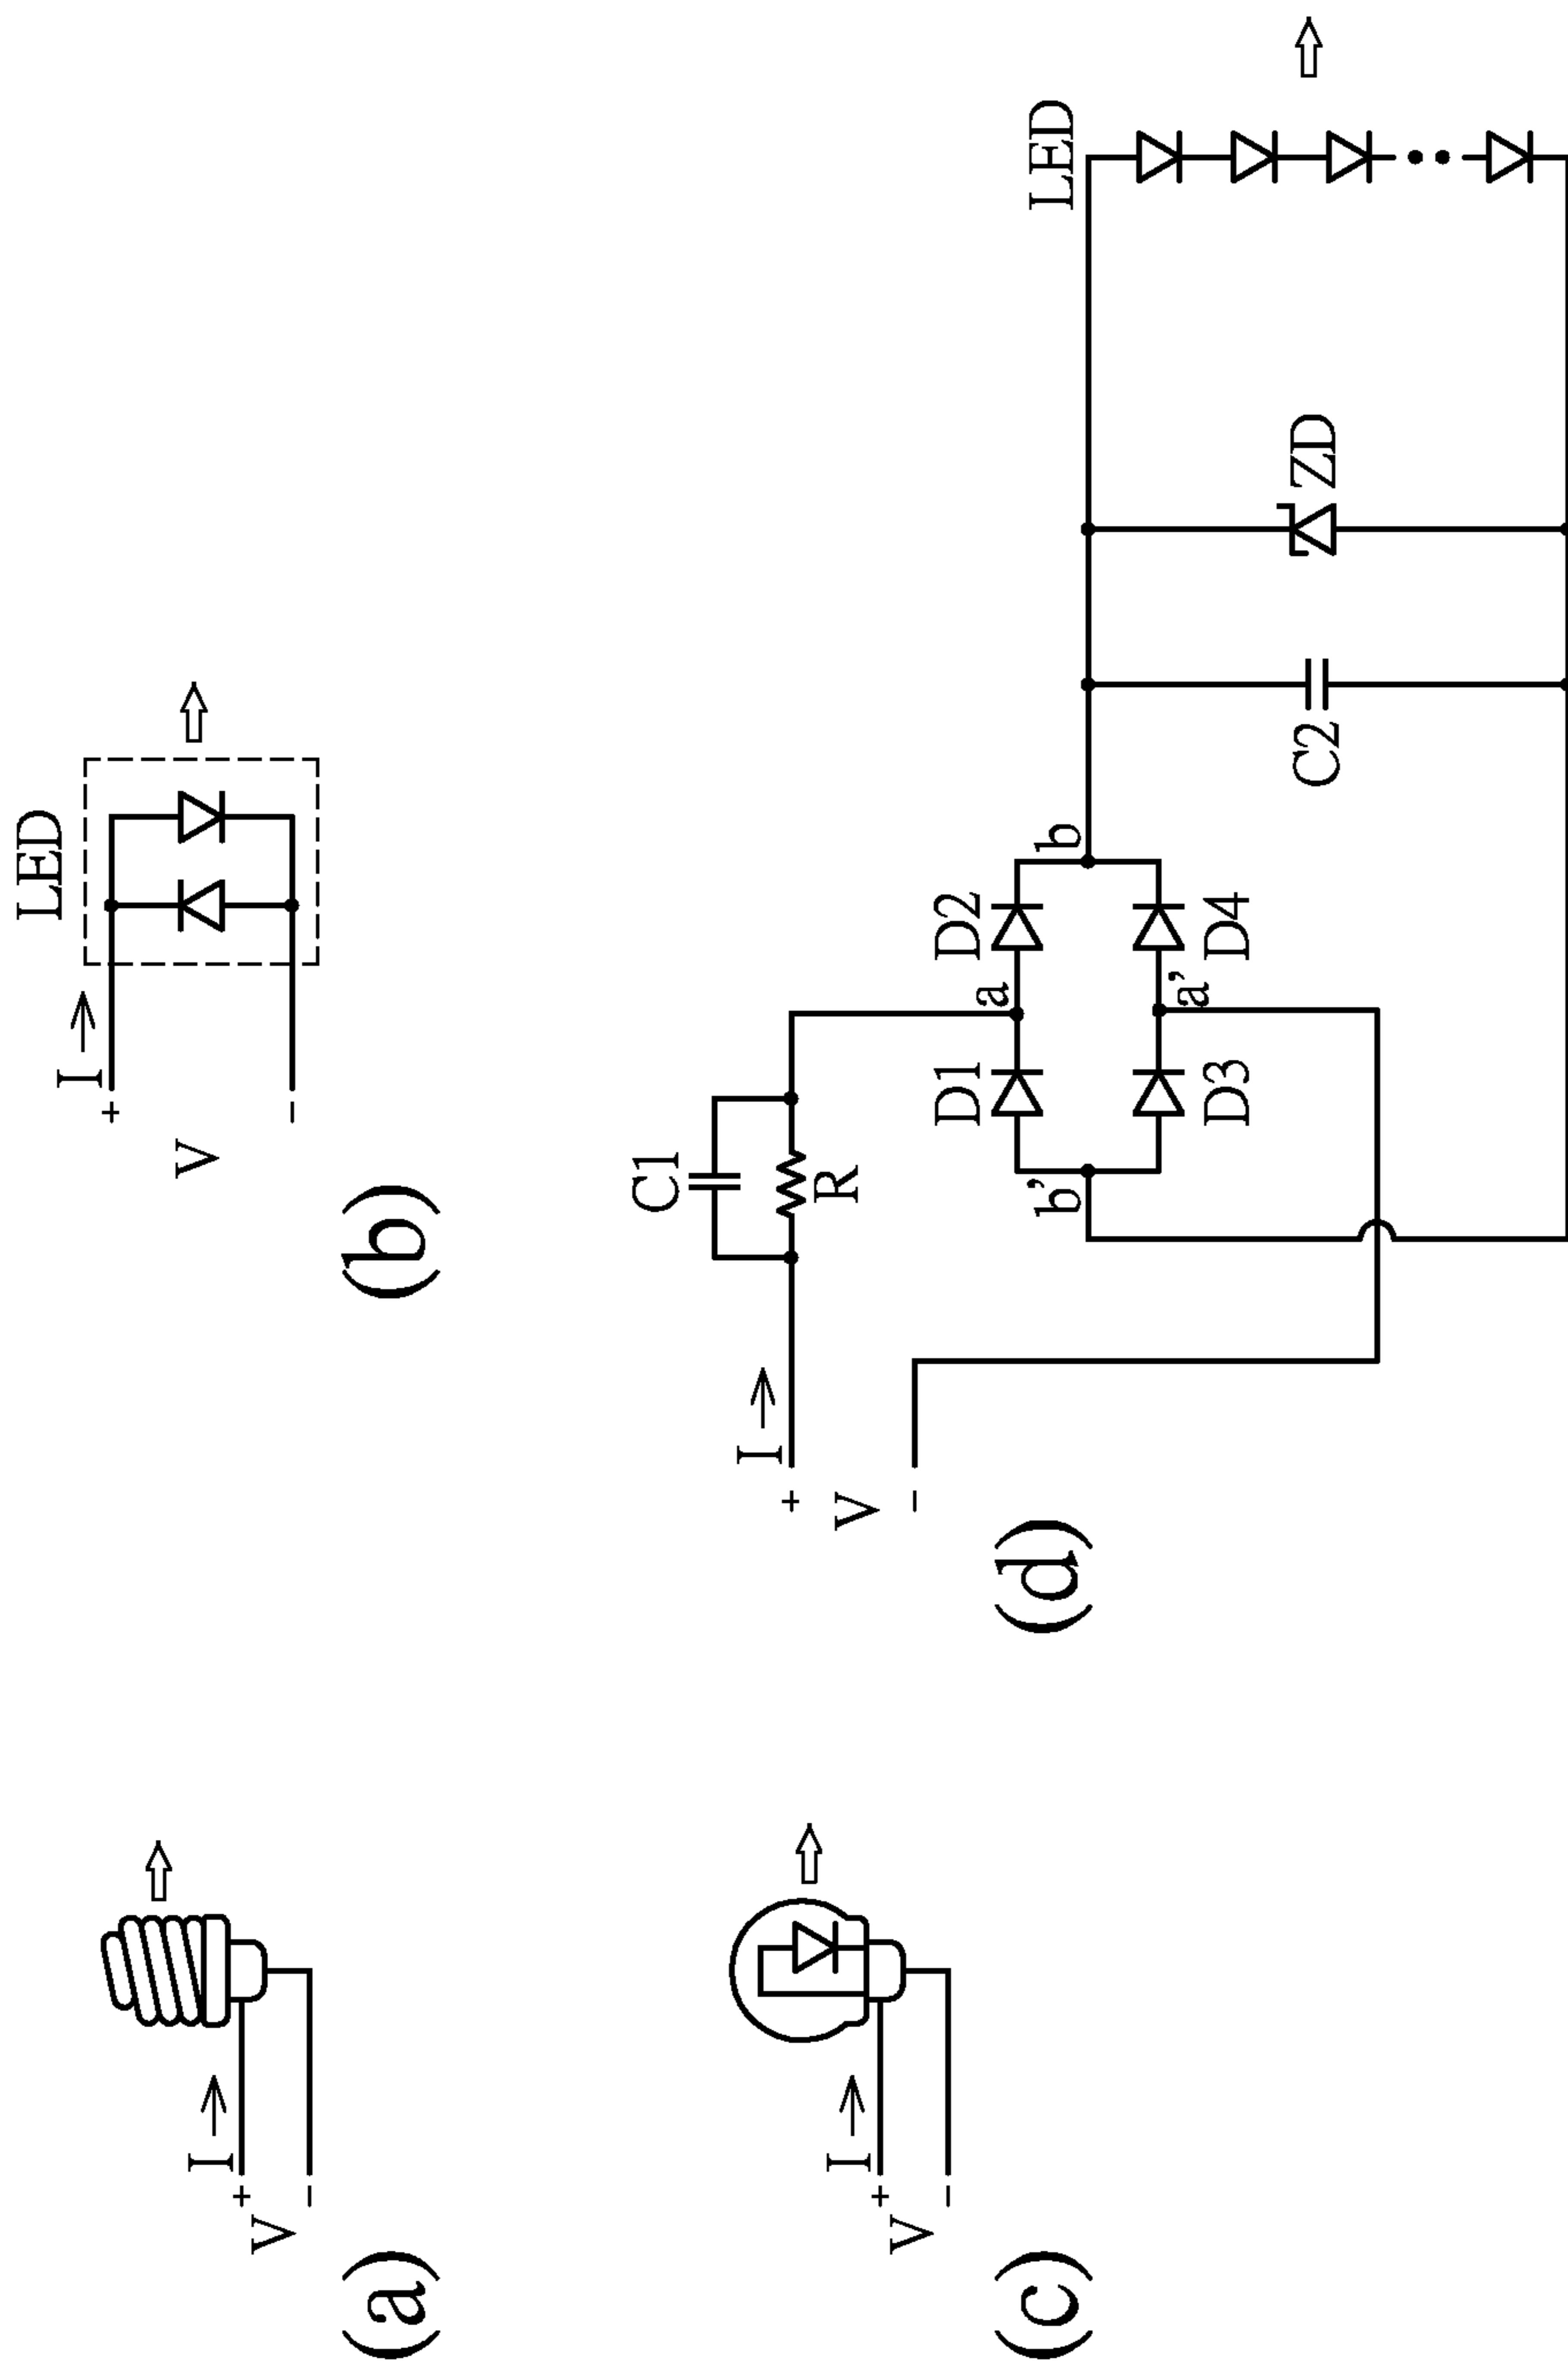 I
+
V
-
(a)
LED
I
+
V
-
(b)
I
+
V
-
(c)
C1
R
I
+
V
-
D1
a
D2
b'
b
D3
a'
D4
C2
ZD
LED
(d)